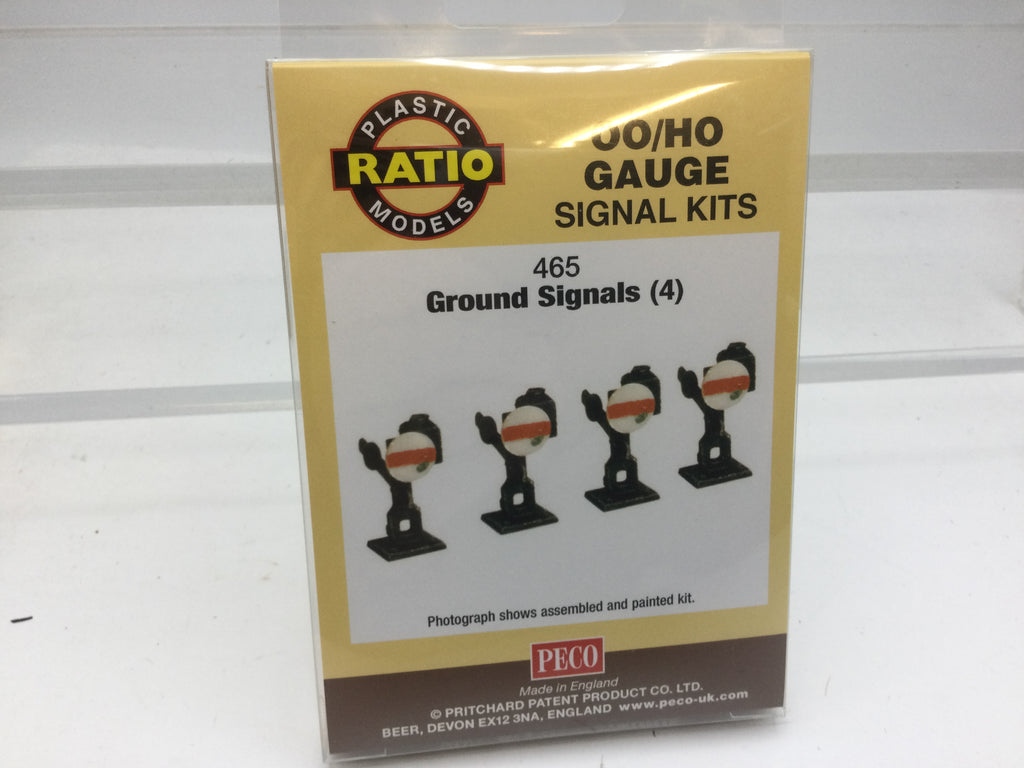 PLASTIC
RATIO
MODELS
OO/HO
GAUGE
SIGNAL KITS
465
Ground Signals (4)
Photograph shows assembled and painted kit.
PECO
Made in England
© PRITCHARD PATENT PRODUCT CO. LTD.
BEER, DEVON EX12 3NA, ENGLAND www.peco-uk.com